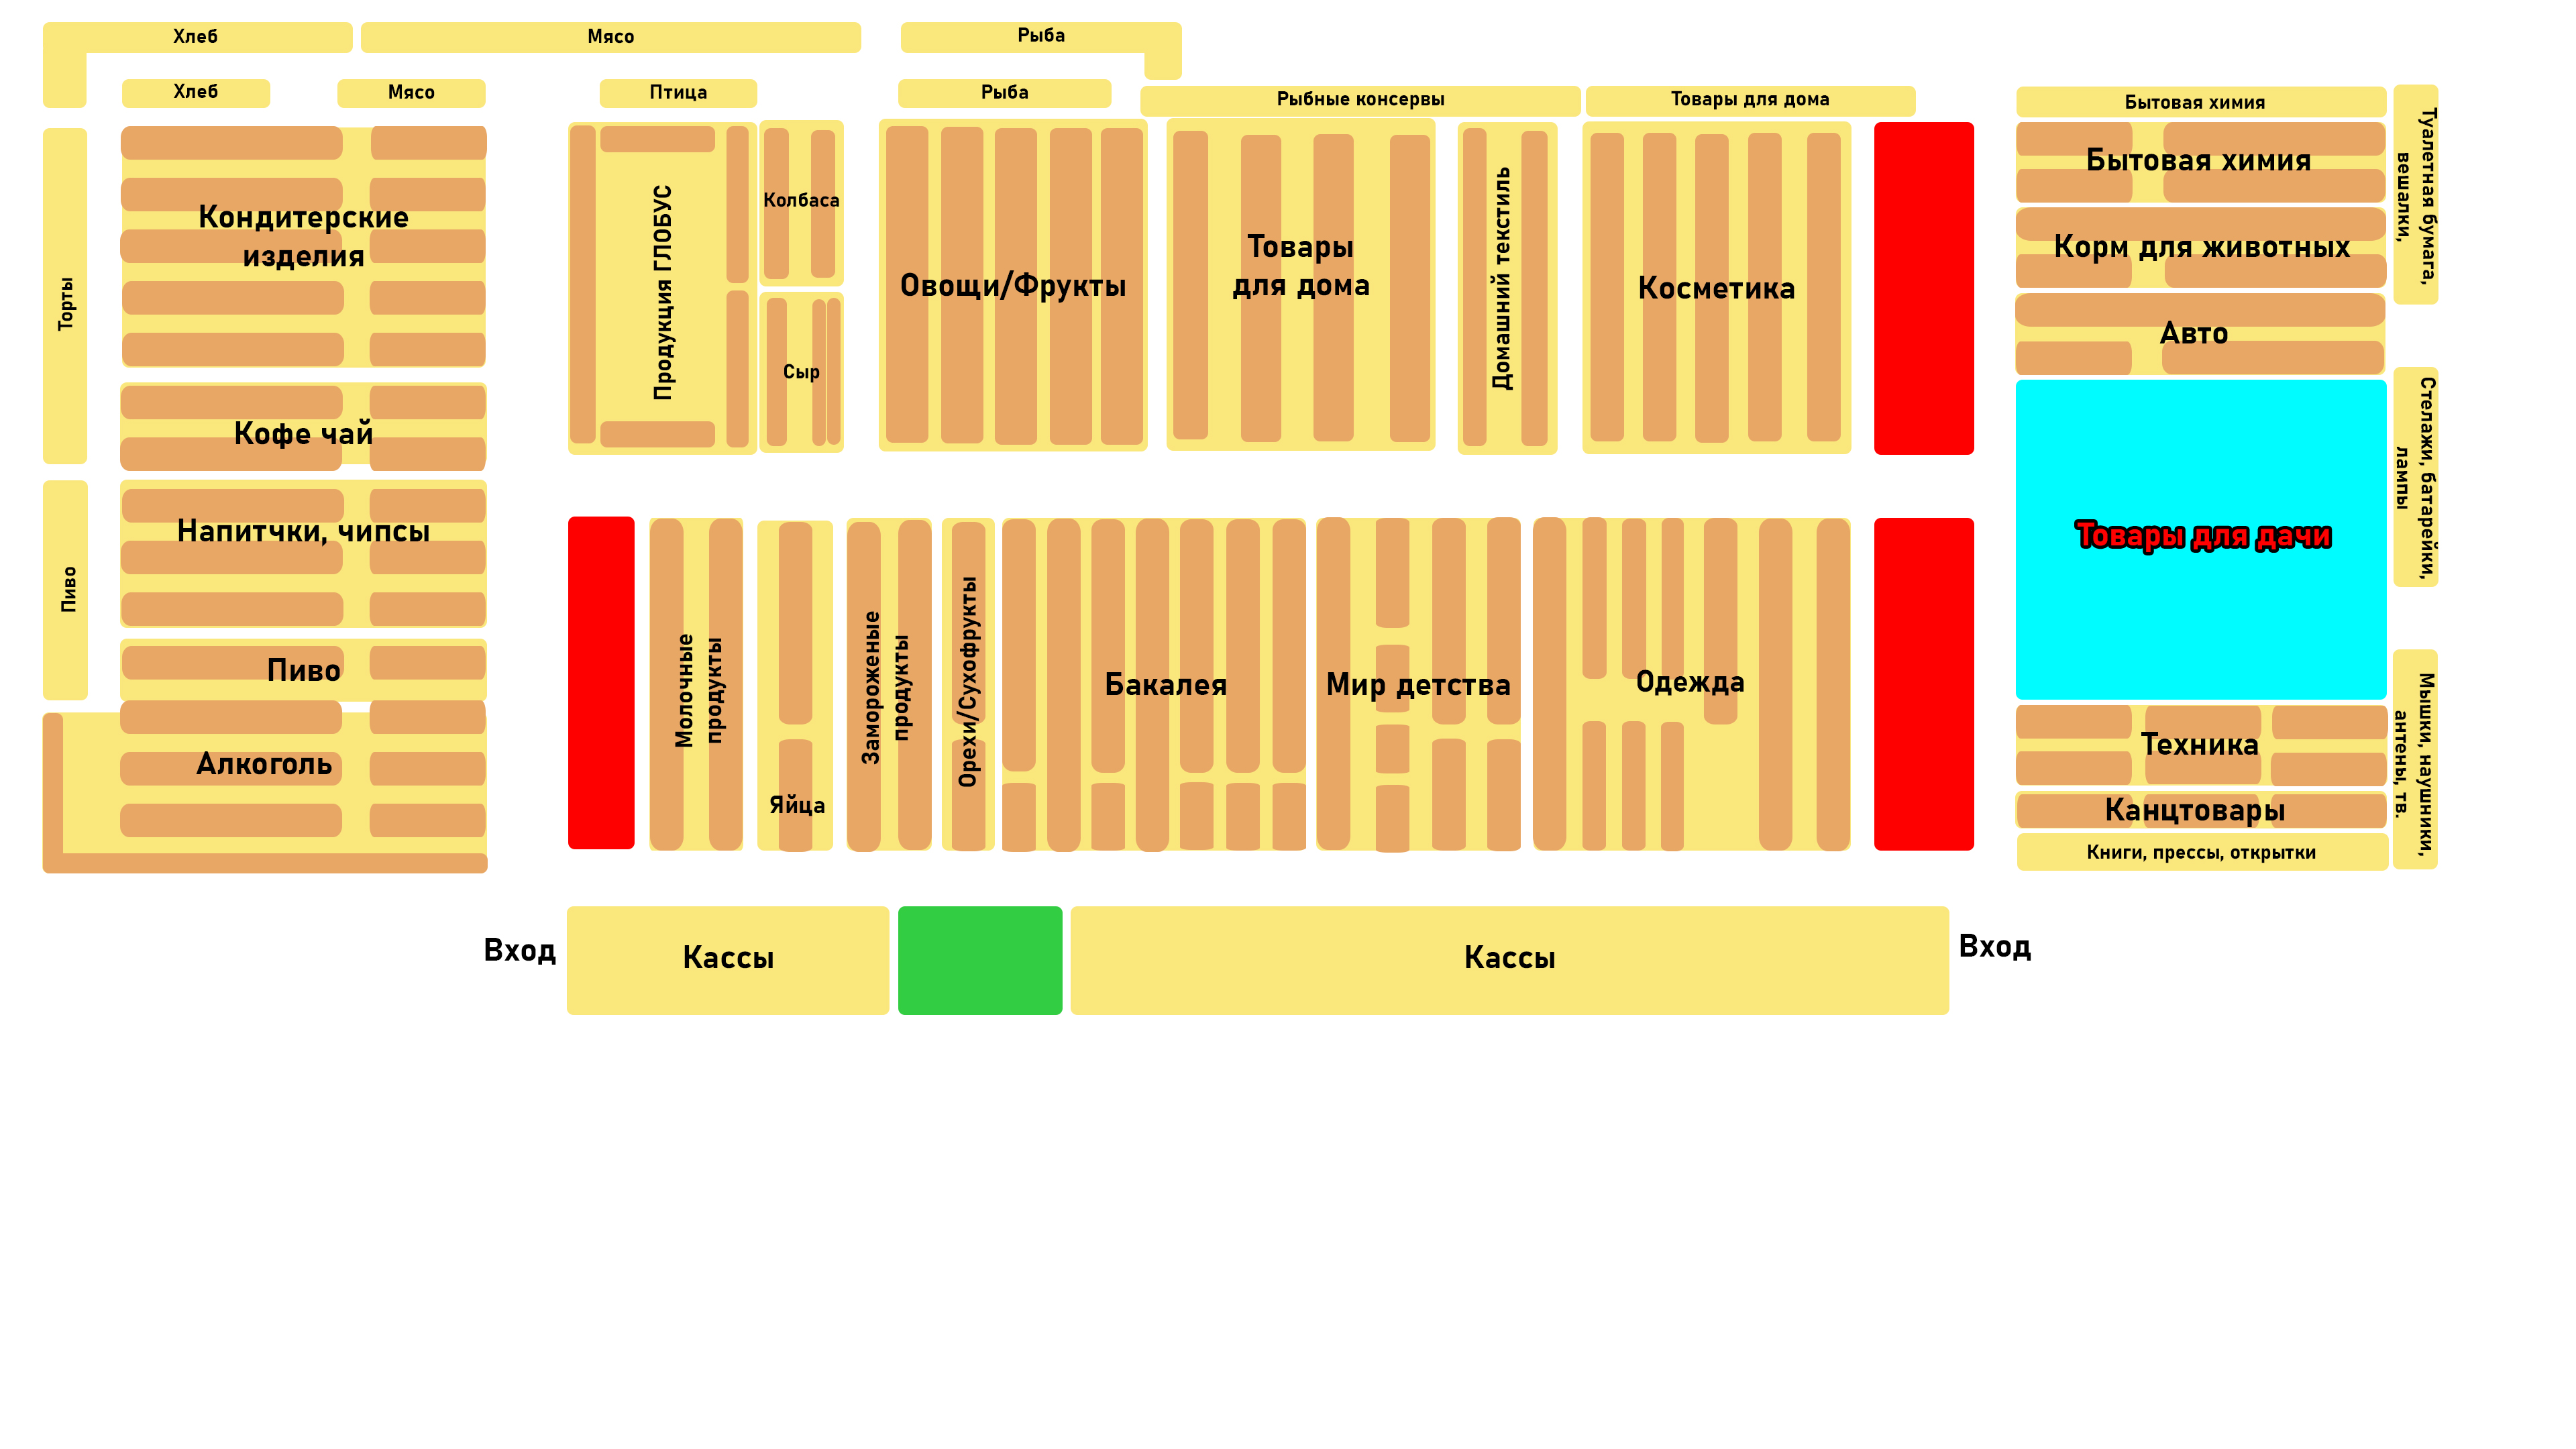 Хлеб
Мясо
Рыба
Хлеб
Мясо
Птица
Рыба
Рыбные консервы
Товары для дома
Бытовая химия
Туалетная бумага,
вешалки,
Торты
Кондитерские
изделия
Продукция ГЛОБУС
Колбаса
Сыр
Овощи/Фрукты
Товары
для дома
Домашний текстиль
Косметика
Бытовая химия
Корм для животных
Авто
Кофе чай
Стелажи, батарейки,
лампы
Пиво
Напитчки, чипсы
Пиво
Алкоголь
Молочные
продукты
Яйца
Замороженые
продукты
Орехи/Сухофрукты
Бакалея
Мир детства
Одежда
Товары для дачи
Мышки, наушники,
антены, тв.
Техника
Канцтовары
Книги, прессы, открытки
Вход
Кассы
Кассы
Вход